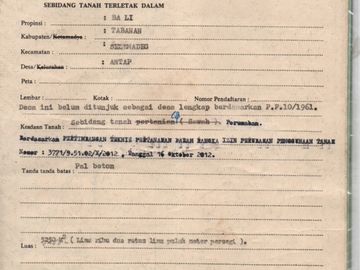 SEBIDANG TANAH TERLETAK DALAM
Propinsi : BA LI
Kabupaten/Kotamadya : TABANAN
Kecamatan : SELEMADEG
Desa/Kelurahan : ANTAP
Peta :
Lembar : Kotak : Nomor Pendaftaran :
Desa ini belum ditunjuk sebagai desa lengkap berdasarkan P.P.10/1961.
Sebidang tanah pertanian ( Sawah ). Perumahan.
Keadaan Tanah :
Berdasarkan PERTIMBANGAN TEKNIS PERTANAHAN DALAM RANGKA IZIN PERUBAHAN PENGGUNAAN TANAH
Nomor : 3771/8.51.02/X/2012 , Tanggal 16 Oktober 2012.
Tanda tanda batas : Pal beton
Luas : 5250 M² ( Lima ribu dua ratus lima puluh meter persegi ).